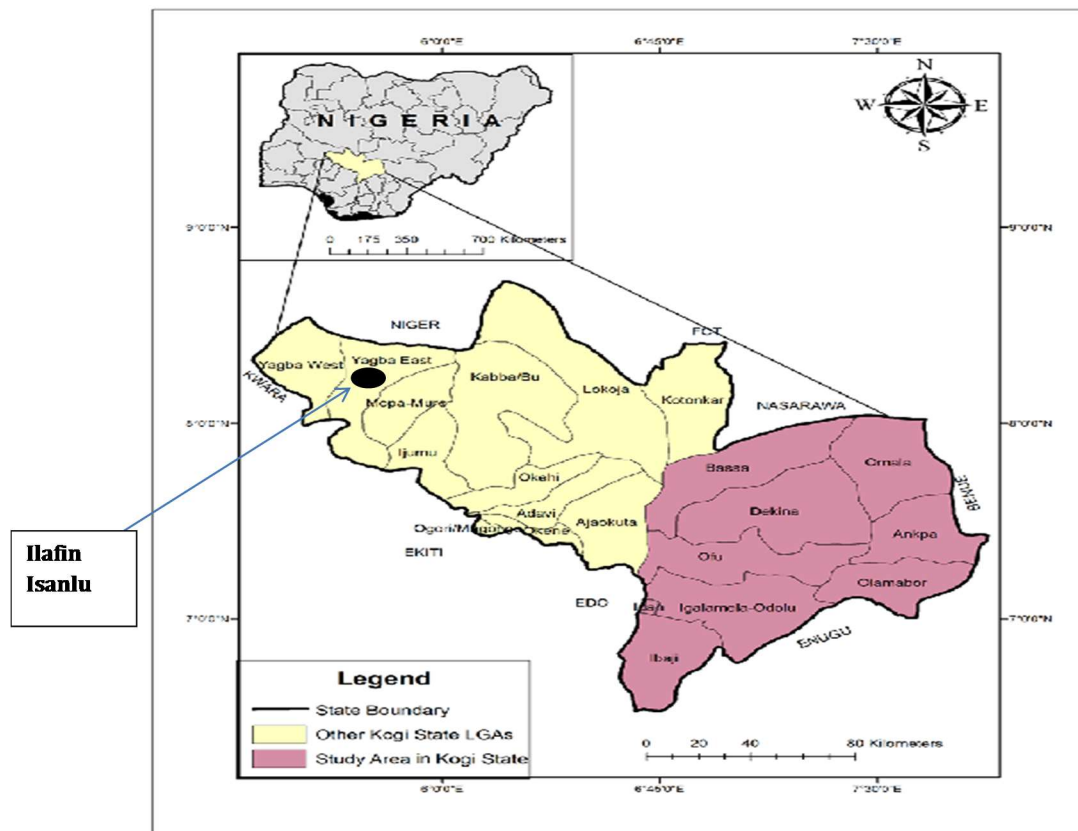 6°0'0"E 6°45'0"E 7°30'0"E
N
W E
S
NIGERIA
0 175 350 700 Kilometers
9°0'0"N 9°0'0"N
NIGER
FCT
Yagba West
Yagba East
Kabba/Bu
Lokoja
Kotonkar
KWARA
Mopa-Muro
NASARAWA
8°0'0"N 8°0'0"N
Ijumu
Bassa
Omala
BENUE
Okehi
Dekina
Adavi
Ajaokuta
Ankpa
Okene
EKITI
Ofu
Olamabor
Ilafin
Isanlu
EDO
Igalamela-Odolu
7°0'0"N 7°0'0"N
ENUGU
Ibaji
Legend
State Boundary
Other Kogi State LGAs
Study Area in Kogi State
0 20 40 80 Kilometers
6°0'0"E 6°45'0"E 7°30'0"E